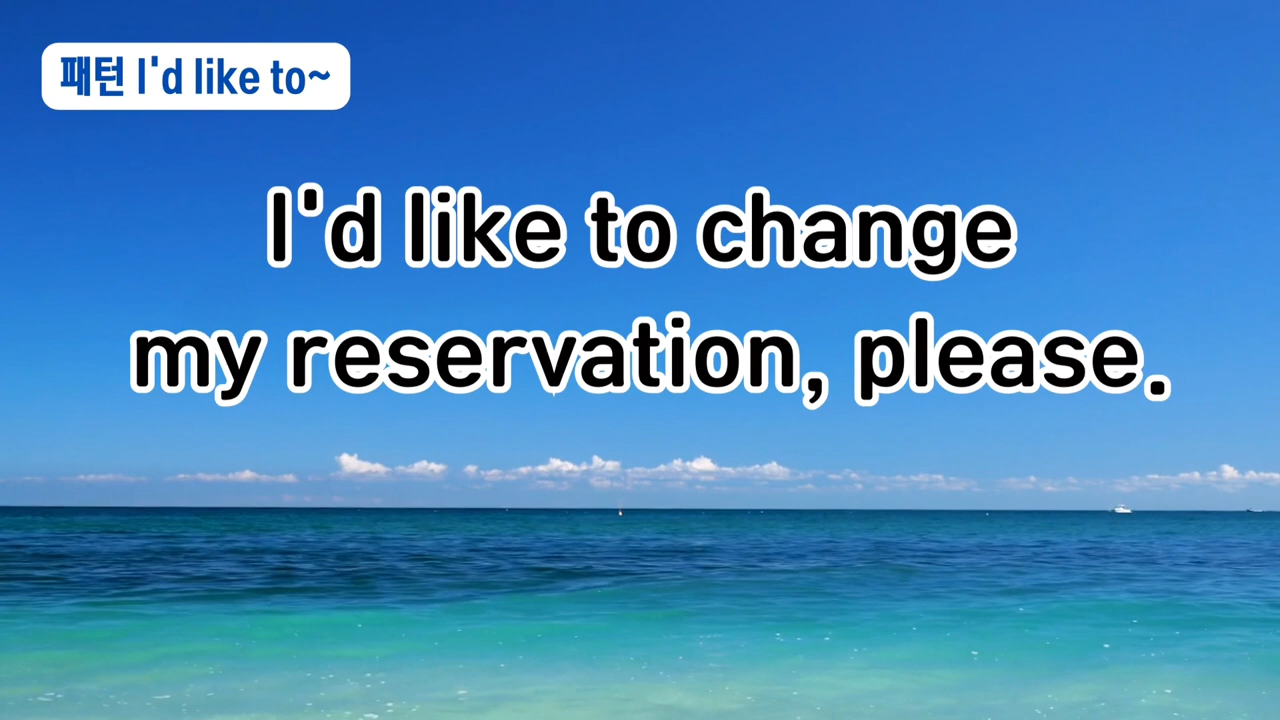 패턴 I'd like to~
I'd like to change
my reservation, please.